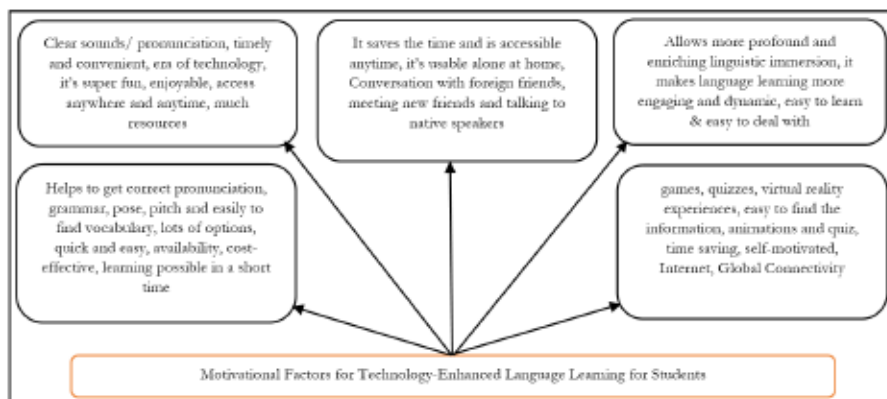 Clear sounds/ pronunciation, timely
and convenient, era of technology,
it's super fun, enjoyable, access
anywhere and anytime, much
resources
It saves the time and is accessible
anytime, it's usable alone at home,
Conversation with foreign friends,
meeting new friends and talking to
native speakers
Allows more profound and
enriching linguistic immersion, it
makes language learning more
engaging and dynamic, easy to learn
& easy to deal with
Helps to get correct pronunciation,
grammar, pose, pitch and easily to
find vocabulary, lots of options,
quick and easy, availability, cost-
effective, learning possible in a short
time
games, quizzes, virtual reality
experiences, easy to find the
information, animations and quiz,
time saving, self-motivated,
Internet, Global Connectivity
Motivational Factors for Technology-Enhanced Language Learning for Students